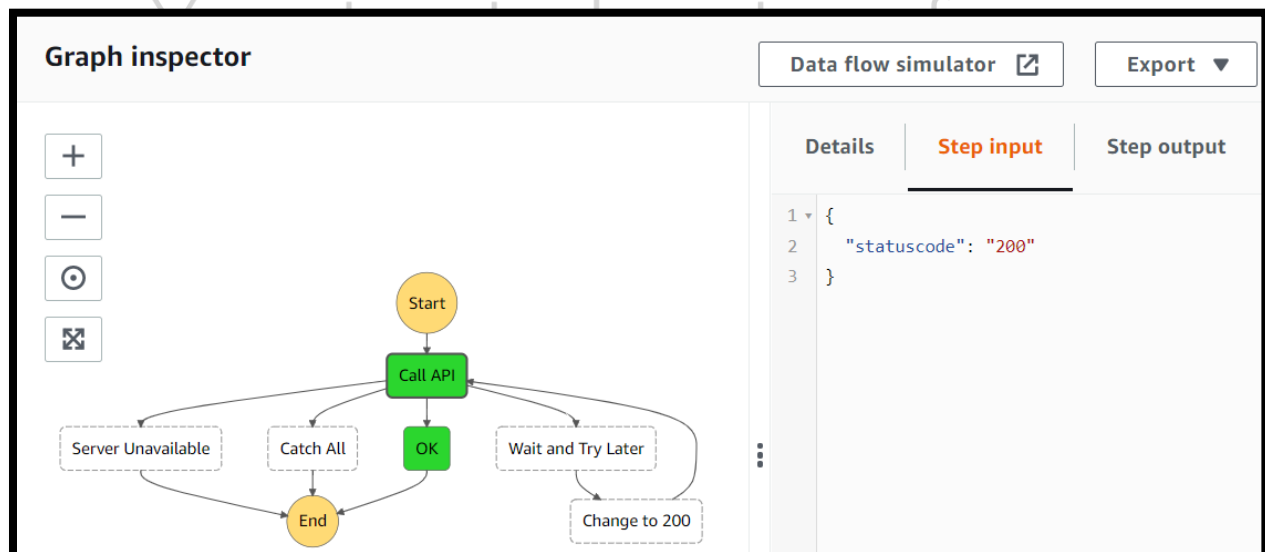 Graph inspector
Data flow simulator
Export
Details
Step input
Step output
1 {
2 "statuscode": "200"
3 }
Start
Call API
Server Unavailable
Catch All
OK
Wait and Try Later
End
Change to 200